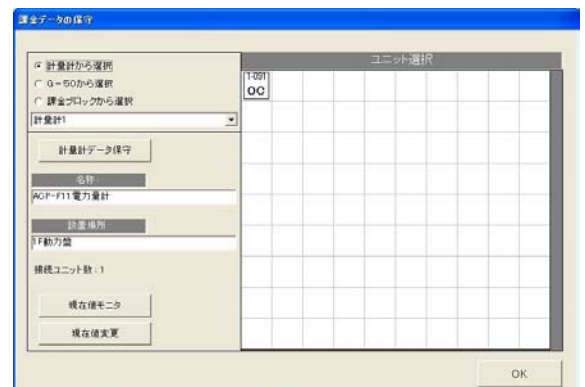 課金データの保守
計量計から選択
G-50から選択
課金ブロックから選択
計量計1
計量計データ保守
名称
AGP-F11電力量計
設置場所
1F動力盤
接続ユニット数:1
現在値モニタ
現在値変更
ユニット選択
1-091
OC
OK